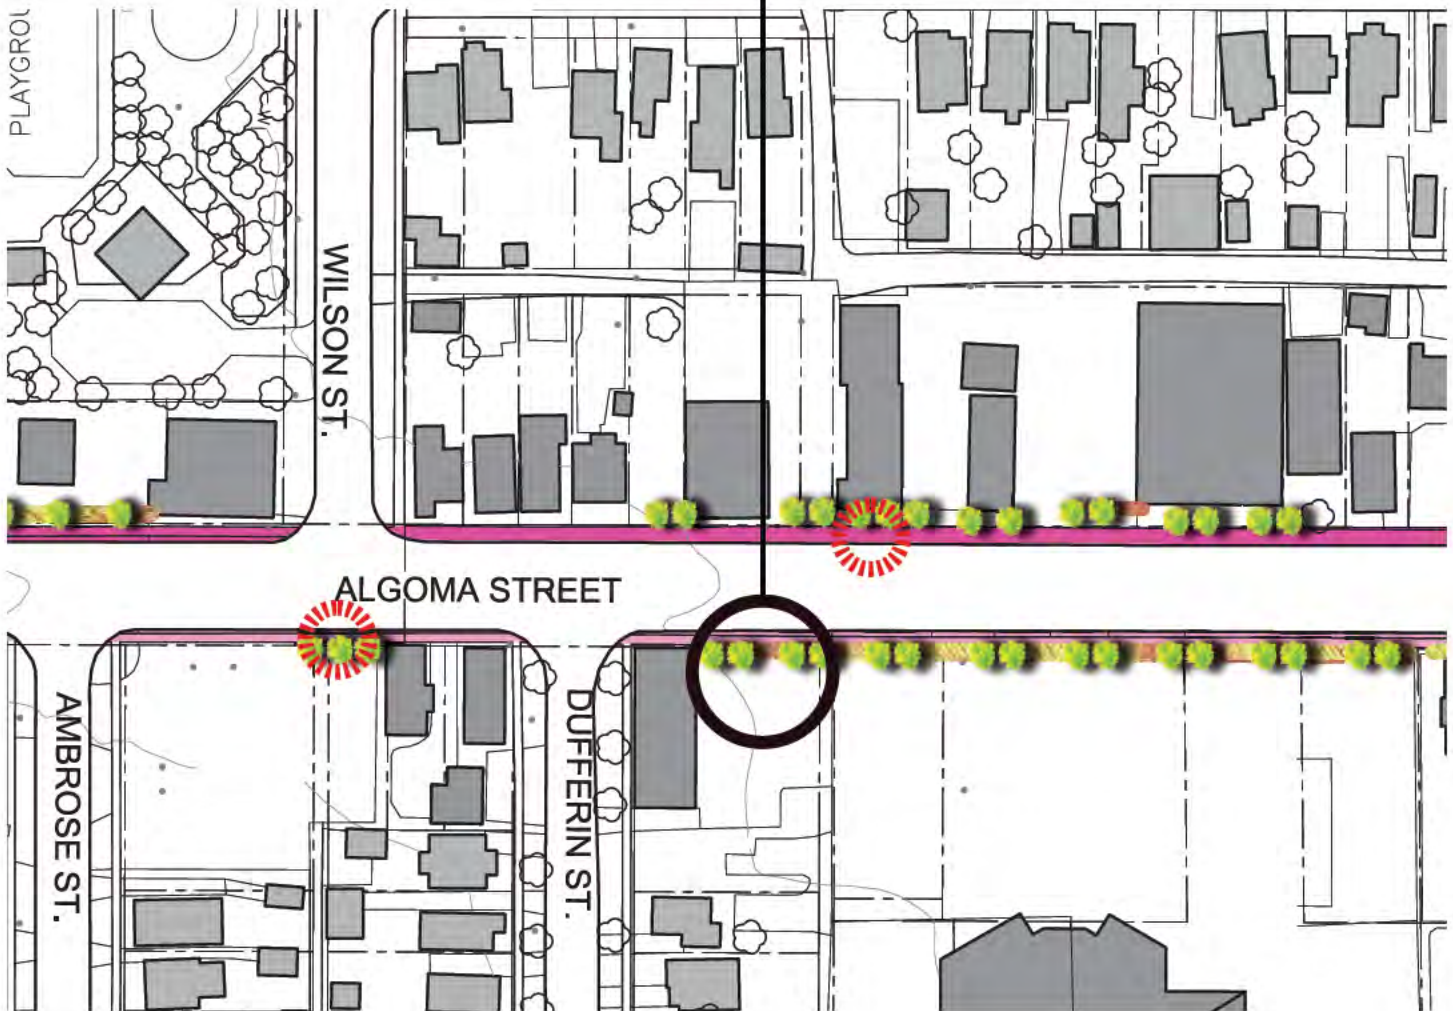 PLAYGROU
WILSON ST.
ALGOMA STREET
AMBROSE ST.
DUFFERIN ST.